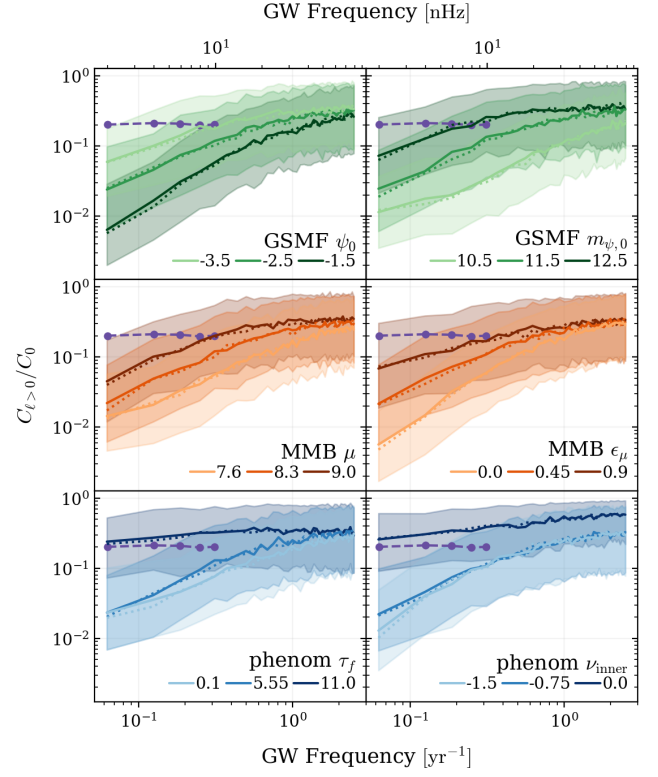 GW Frequency [nHz]
10¹ 10¹
10⁰
10⁻¹
10⁻²
GSMF ψ₀
-3.5 -2.5 -1.5
GSMF m_{ψ,0}
10.5 11.5 12.5
10⁰
10⁻¹
10⁻²
C_{ℓ>0}/C₀
MMB μ
7.6 8.3 9.0
MMB ϵ_μ
0.0 0.45 0.9
10⁰
10⁻¹
10⁻²
phenom τ_f
0.1 5.55 11.0
phenom ν_{inner}
-1.5 -0.75 0.0
10⁻¹ 10⁰ 10⁻¹ 10⁰
GW Frequency [yr⁻¹]